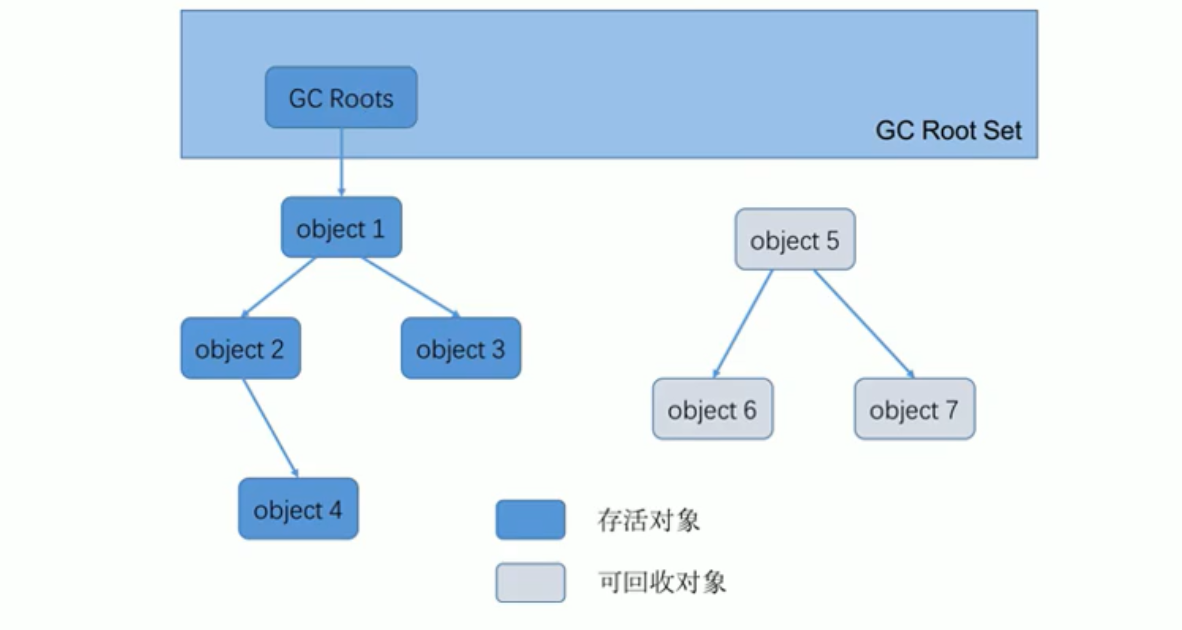 GC Roots
GC Root Set
object 1
object 5
object 2
object 3
object 6
object 7
object 4
存活对象
可回收对象